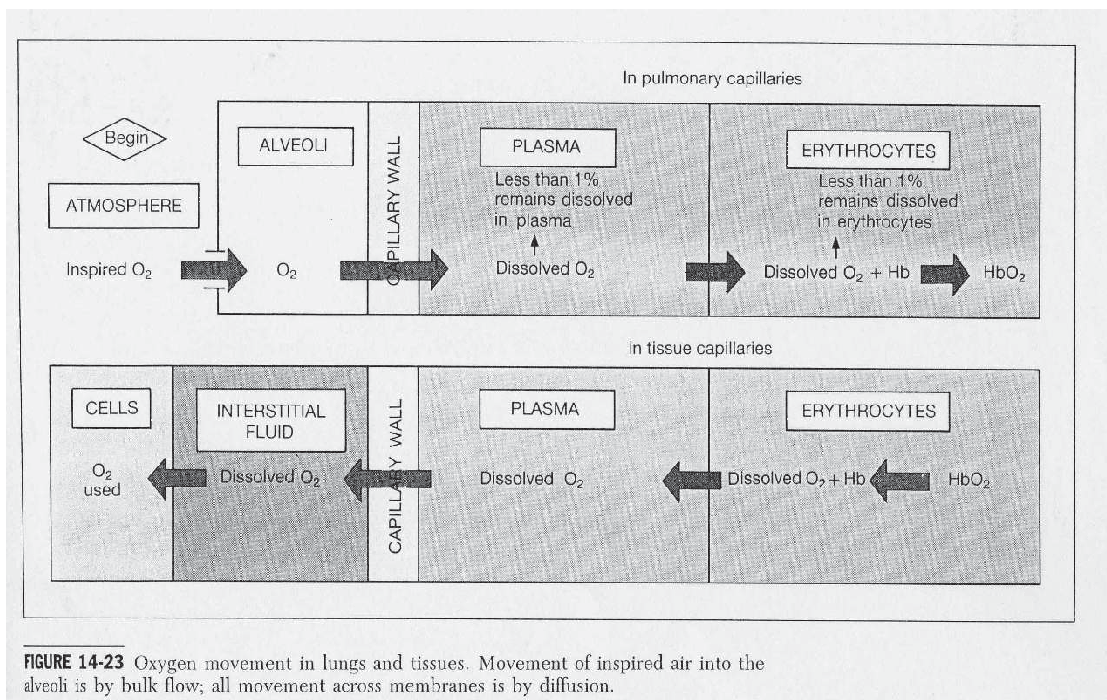 In pulmonary capillaries
Begin
ATMOSPHERE
Inspired O₂
ALVEOLI
O₂
CAPILLARY WALL
PLASMA
Less than 1%
remains dissolved
in plasma
Dissolved O₂
ERYTHROCYTES
Less than 1%
remains dissolved
in erythrocytes
Dissolved O₂ + Hb
HbO₂
In tissue capillaries
CELLS
O₂
used
INTERSTITIAL
FLUID
Dissolved O₂
CAPILLARY WALL
PLASMA
Dissolved O₂
ERYTHROCYTES
Dissolved O₂ + Hb
HbO₂
FIGURE 14-23 Oxygen movement in lungs and tissues. Movement of inspired air into the
alveoli is by bulk flow; all movement across membranes is by diffusion.